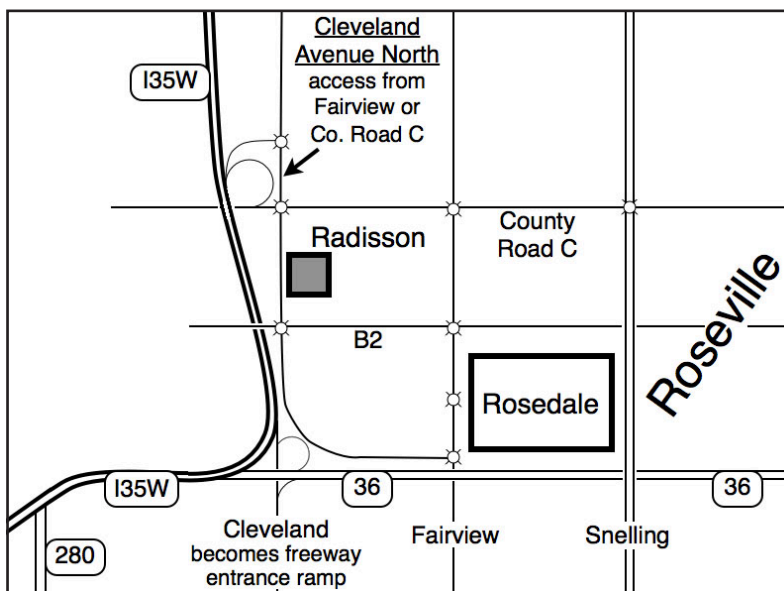 Cleveland
Avenue North
access from
Fairview or
Co. Road C
I35W
Radisson
County
Road C
Roseville
B2
Rosedale
I35W
36
36
280
Cleveland
becomes freeway
entrance ramp
Fairview
Snelling